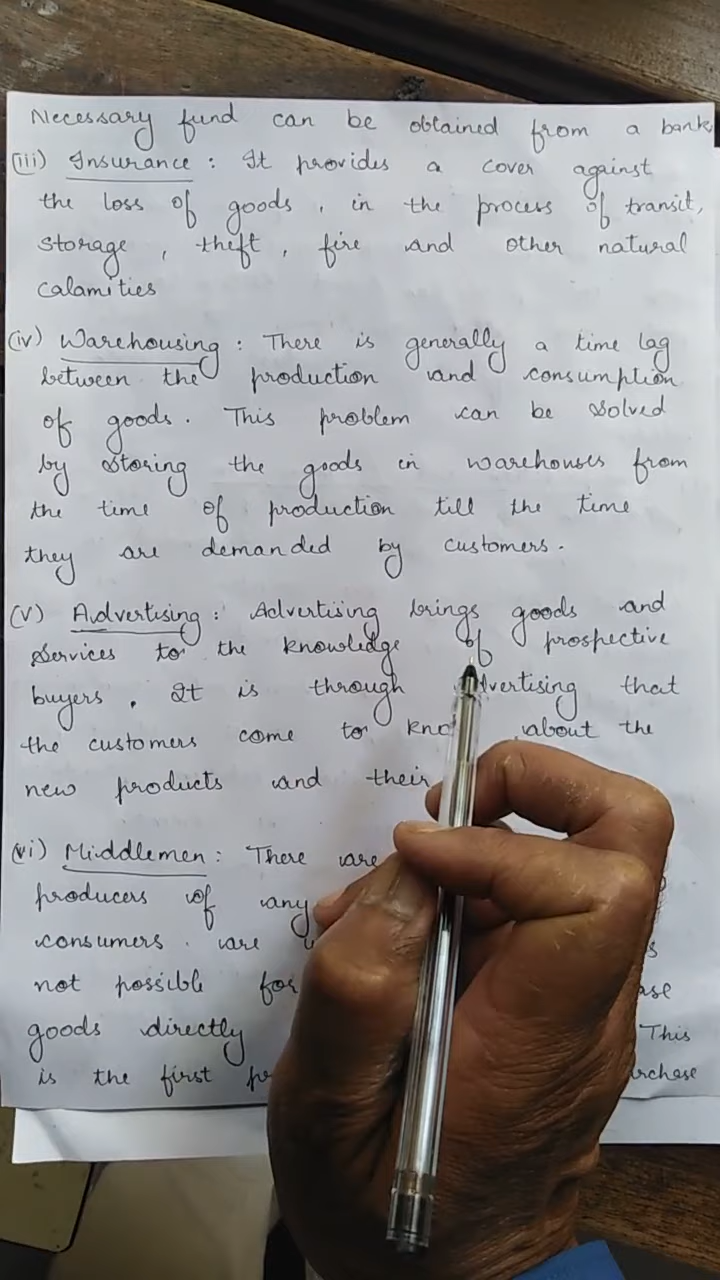 Necessary fund can be obtained from a bank.
(iii) Insurance : It provides a cover against
the loss of goods, in the process of transit,
storage, theft, fire and other natural
calamities
(iv) Warehousing : There is generally a time lag
between the production and consumption
of goods. This problem can be solved
by storing the goods in warehouses from
the time of production till the time
they are demanded by customers.
(v) Advertising : Advertising brings goods and
services to the knowledge of prospective
buyers. It is through advertising that
the customers come to about the
new products and their
(vi) Middlemen : There are
producers of any
consumers are
not possible for
goods directly This
is the first